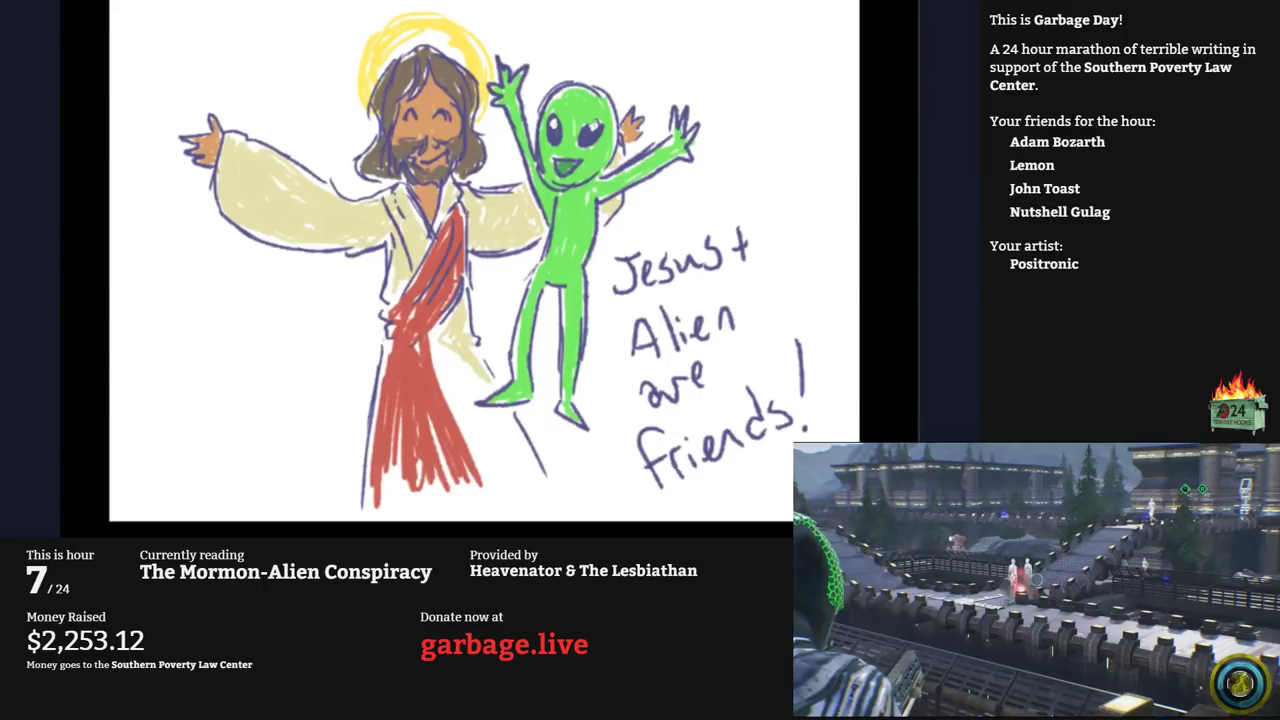 Jesus +
Alien
are
friends!
This is Garbage Day!
A 24 hour marathon of terrible writing in
support of the Southern Poverty Law
Center.
Your friends for the hour:
Adam Bozarth
Lemon
John Toast
Nutshell Gulag
Your artist:
Positronic
2024
TERRIBLE HOURS
This is hour
7 / 24
Currently reading
The Mormon-Alien Conspiracy
Provided by
Heavenator & The Lesbiathan
Money Raised
$2,253.12
Money goes to the Southern Poverty Law Center
Donate now at
garbage.live